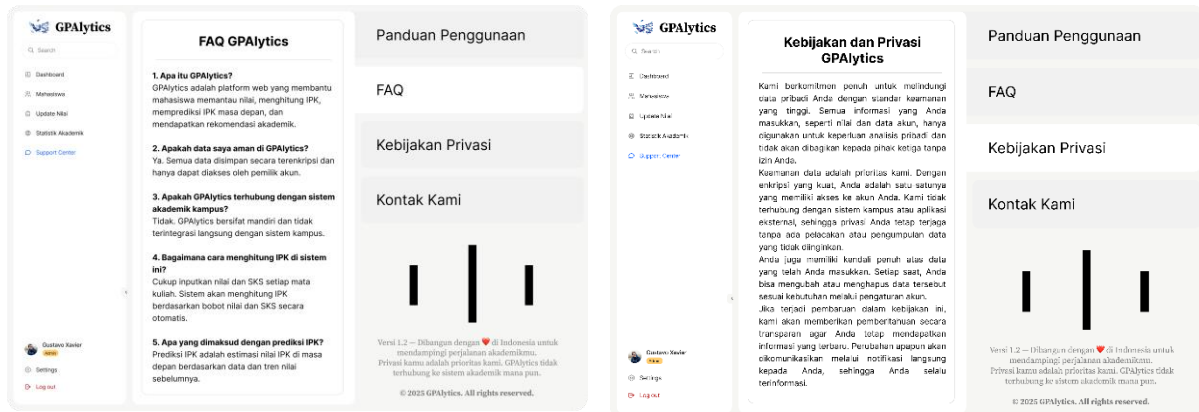 GPAlytics
Search
Dashboard
Mahasiswa
Update Nilai
Statistik Akademik
Support Center
Gustavo Xavier
Admin
Settings
Log out
FAQ GPAlytics
1. Apa itu GPAlytics?
GPAlytics adalah platform web yang membantu
mahasiswa memantau nilai, menghitung IPK,
memprediksi IPK masa depan, dan
mendapatkan rekomendasi akademik.
2. Apakah data saya aman di GPAlytics?
Ya. Semua data disimpan secara terenkripsi dan
hanya dapat diakses oleh pemilik akun.
3. Apakah GPAlytics terhubung dengan sistem
akademik kampus?
Tidak. GPAlytics bersifat mandiri dan tidak
terintegrasi langsung dengan sistem kampus.
4. Bagaimana cara menghitung IPK di sistem
ini?
Cukup inputkan nilai dan SKS setiap mata
kuliah. Sistem akan menghitung IPK
berdasarkan bobot nilai dan SKS secara
otomatis.
5. Apa yang dimaksud dengan prediksi IPK?
Prediksi IPK adalah estimasi nilai IPK di masa
depan berdasarkan data dan tren nilai
sebelumnya.
Panduan Penggunaan
FAQ
Kebijakan Privasi
Kontak Kami
Versi 1.2 — Dibangun dengan ❤️ di Indonesia untuk
mendampingi perjalanan akademikmu.
Privasi kamu adalah prioritas kami. GPAlytics tidak
terhubung ke sistem akademik mana pun.
© 2025 GPAlytics. All rights reserved.
GPAlytics
Search
Dashboard
Mahasiswa
Update Nilai
Statistik Akademik
Support Center
Gustavo Xavier
Admin
Settings
Log out
Kebijakan dan Privasi
GPAlytics
Kami berkomitmen penuh untuk melindungi
data pribadi Anda dengan standar keamanan
yang tinggi. Semua informasi yang Anda
masukkan, seperti nilai dan data akun, hanya
digunakan untuk keperluan analisis pribadi dan
tidak akan dibagikan kepada pihak ketiga tanpa
izin Anda.
Keamanan data adalah prioritas kami. Dengan
enkripsi yang kuat, Anda adalah satu satunya
yang memiliki akses ke akun Anda. Kami tidak
terhubung dengan sistem kampus atau aplikasi
eksternal, sehingga privasi Anda tetap terjaga
tanpa ada pelacakan atau pengumpulan data
yang tidak diinginkan.
Anda juga memiliki kendali penuh atas data
yang telah Anda masukkan. Setiap saat, Anda
bisa mengubah atau menghapus data tersebut
sesuai kebutuhan melalui pengaturan akun.
Jika terjadi pembaruan dalam kebijakan ini,
kami akan memberikan pemberitahuan secara
transparan agar Anda tetap mendapatkan
informasi yang terbaru. Perubahan apapun akan
dikomunikasikan melalui notifikasi langsung
kepada Anda, sehingga Anda selalu
terinformasi.
Panduan Penggunaan
FAQ
Kebijakan Privasi
Kontak Kami
Versi 1.2 — Dibangun dengan ❤️ di Indonesia untuk
mendampingi perjalanan akademikmu.
Privasi kamu adalah prioritas kami. GPAlytics tidak
terhubung ke sistem akademik mana pun.
© 2025 GPAlytics. All rights reserved.